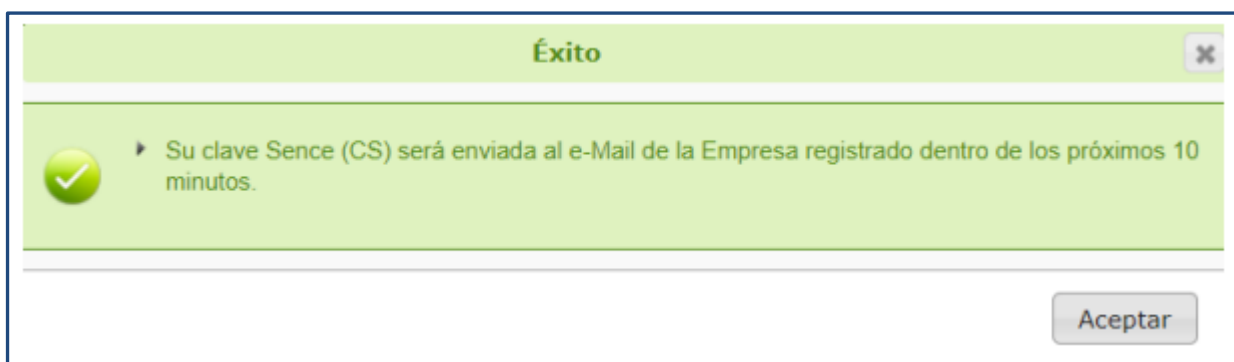 Éxito
Su clave Sence (CS) será enviada al e-Mail de la Empresa registrado dentro de los próximos 10
minutos.
Aceptar